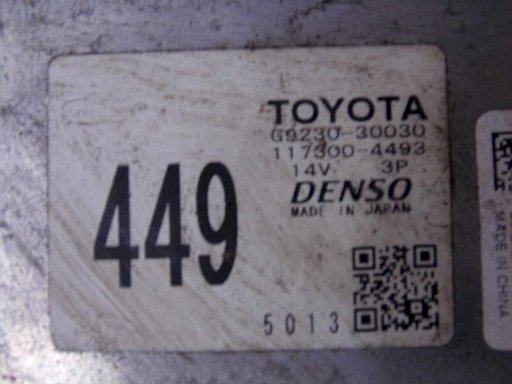 TOYOTA
G9230-30030
117300-4493
14V 3P
DENSO
MADE IN JAPAN
449
5013
MADE IN CHINA